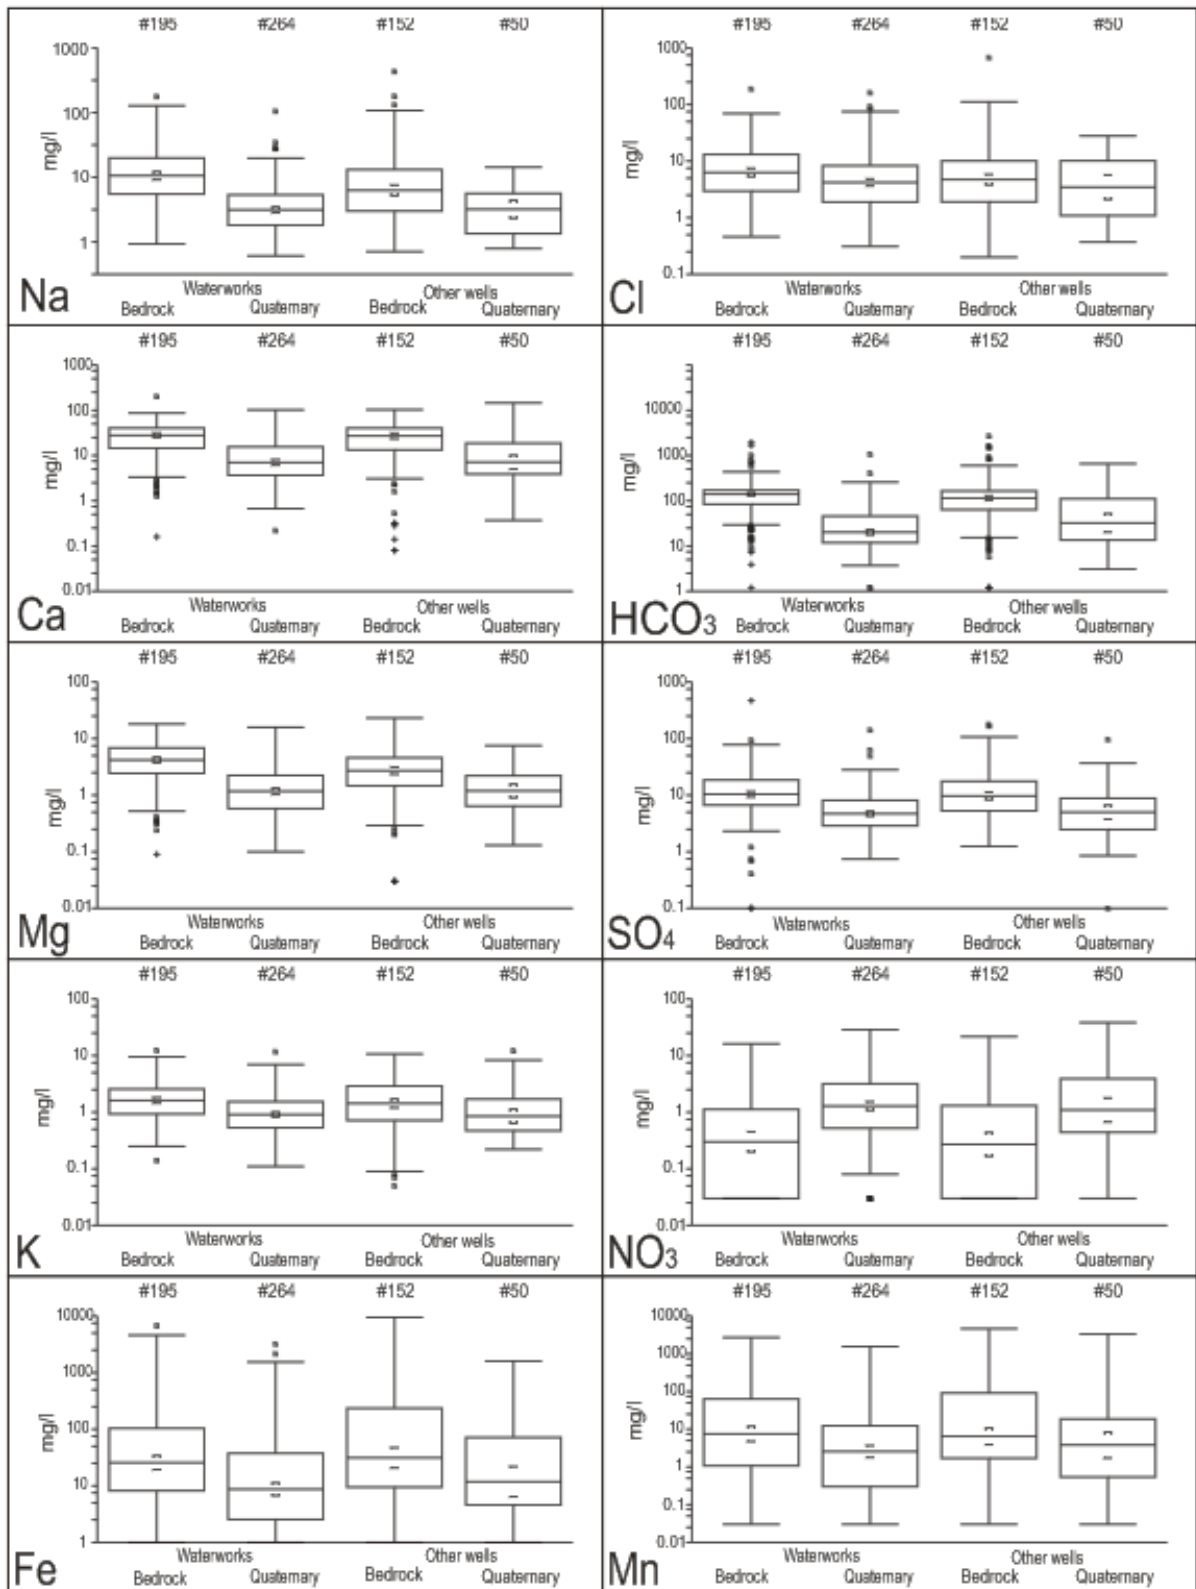 #195 #264 #152 #50
1000
100
10
1
mg/l
Na
Waterworks Other wells
Bedrock Quaternary Bedrock Quaternary
#195 #264 #152 #50
1000
100
10
1
0.1
mg/l
Cl
Waterworks Other wells
Bedrock Quaternary Bedrock Quaternary
#195 #264 #152 #50
1000
100
10
1
0.1
0.01
mg/l
Ca
Waterworks Other wells
Bedrock Quaternary Bedrock Quaternary
#195 #264 #152 #50
10000
1000
100
10
1
mg/l
HCO3
Waterworks Other wells
Bedrock Quaternary Bedrock Quaternary
#195 #264 #152 #50
100
10
1
0.1
0.01
mg/l
Mg
Waterworks Other wells
Bedrock Quaternary Bedrock Quaternary
#195 #264 #152 #50
1000
100
10
1
0.1
mg/l
SO4
Waterworks Other wells
Bedrock Quaternary Bedrock Quaternary
#195 #264 #152 #50
100
10
1
0.1
0.01
mg/l
K
Waterworks Other wells
Bedrock Quaternary Bedrock Quaternary
#195 #264 #152 #50
100
10
1
0.1
0.01
mg/l
NO3
Waterworks Other wells
Bedrock Quaternary Bedrock Quaternary
#195 #264 #152 #50
10000
1000
100
10
1
mg/l
Fe
Waterworks Other wells
Bedrock Quaternary Bedrock Quaternary
#195 #264 #152 #50
10000
1000
100
10
1
0.1
0.01
mg/l
Mn
Waterworks Other wells
Bedrock Quaternary Bedrock Quaternary